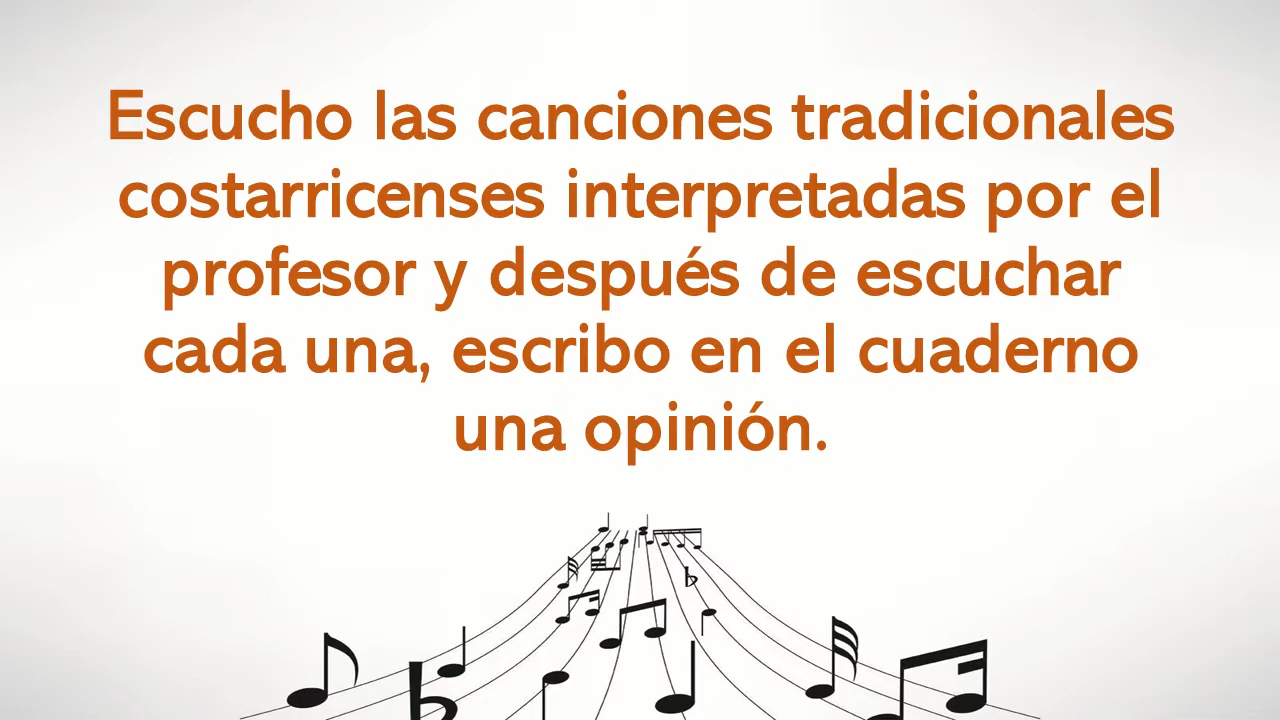 Escucho las canciones tradicionales
costarricenses interpretadas por el
profesor y después de escuchar
cada una, escribo en el cuaderno
una opinión.